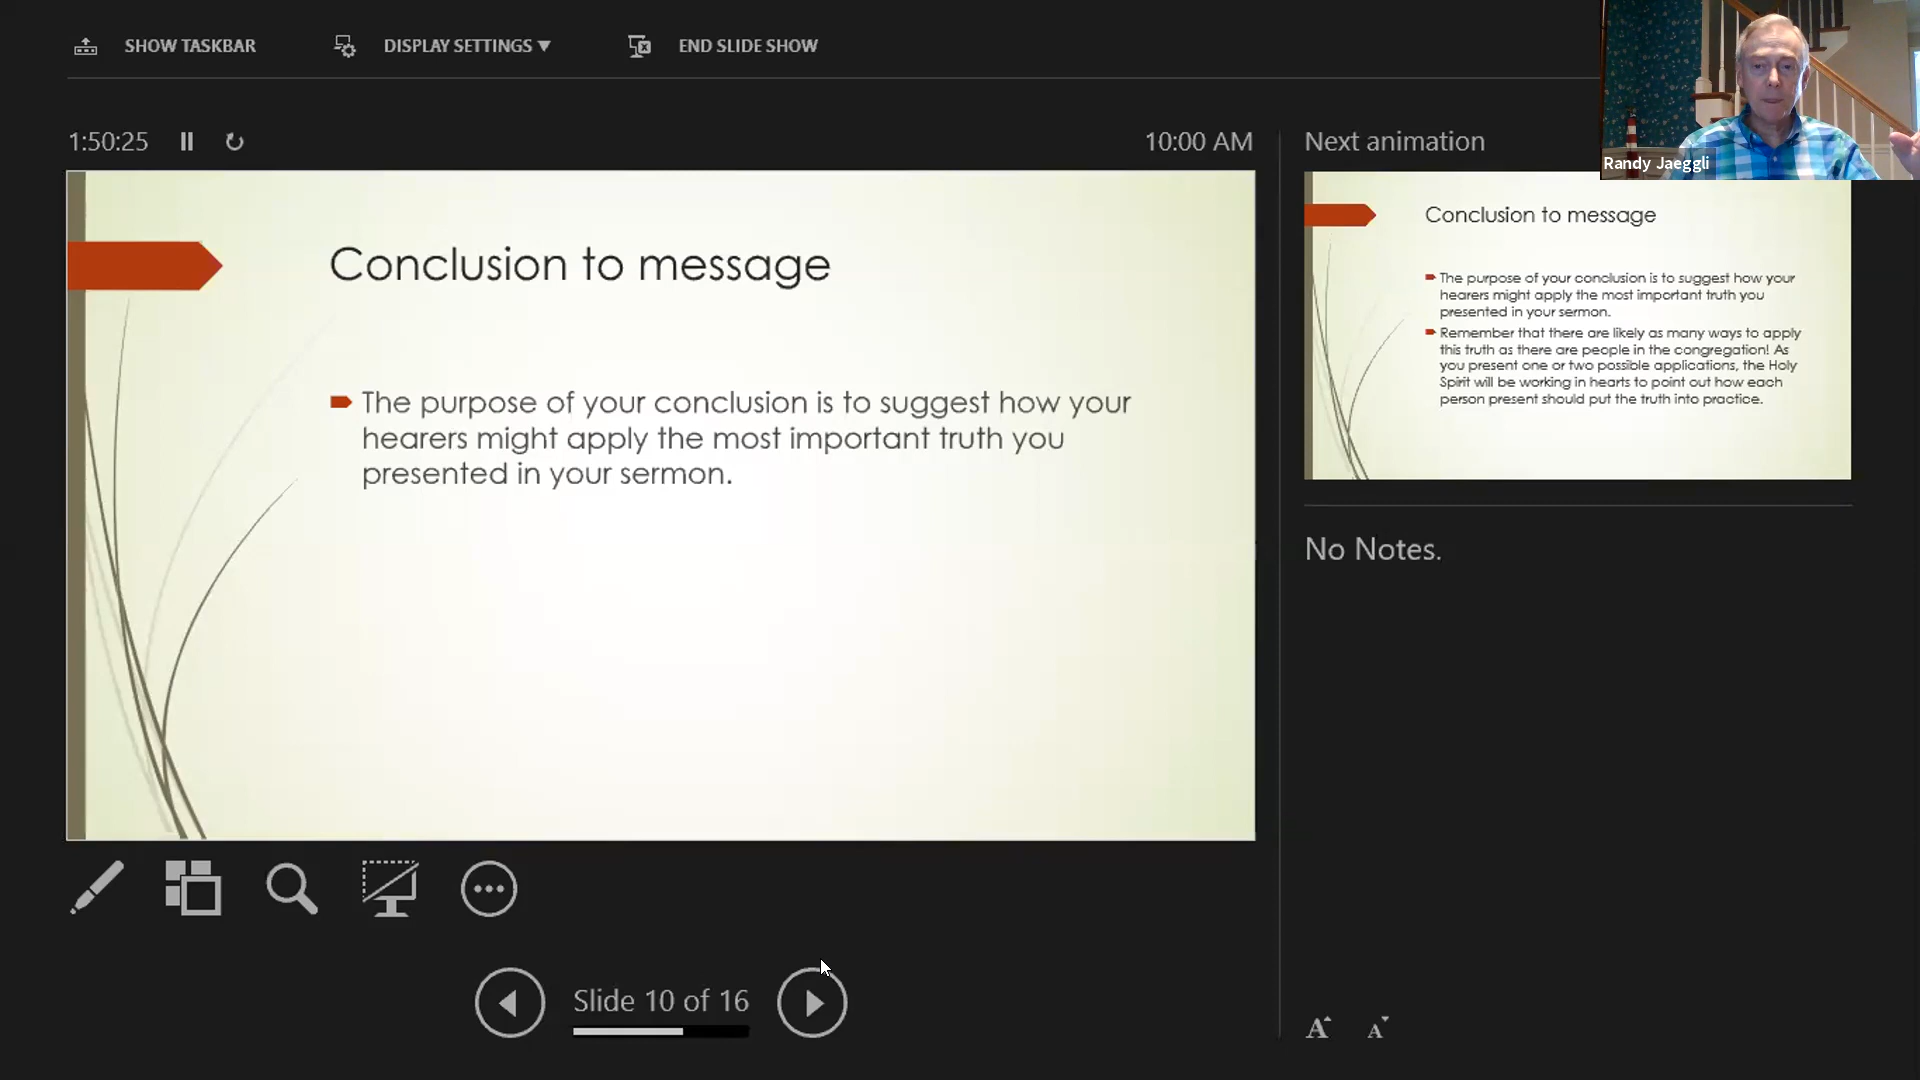 SHOW TASKBAR
DISPLAY SETTINGS ▼
END SLIDE SHOW
Randy Jaeggli
1:50:25
10:00 AM
Next animation
Conclusion to message
The purpose of your conclusion is to suggest how your
hearers might apply the most important truth you
presented in your sermon.
Conclusion to message
The purpose of your conclusion is to suggest how your
hearers might apply the most important truth you
presented in your sermon.
Remember that there are likely as many ways to apply
this truth as there are people in the congregation! As
you present one or two possible applications, the Holy
Spirit will be working in hearts to point out how each
person present should put the truth into practice.
No Notes.
Slide 10 of 16
A A